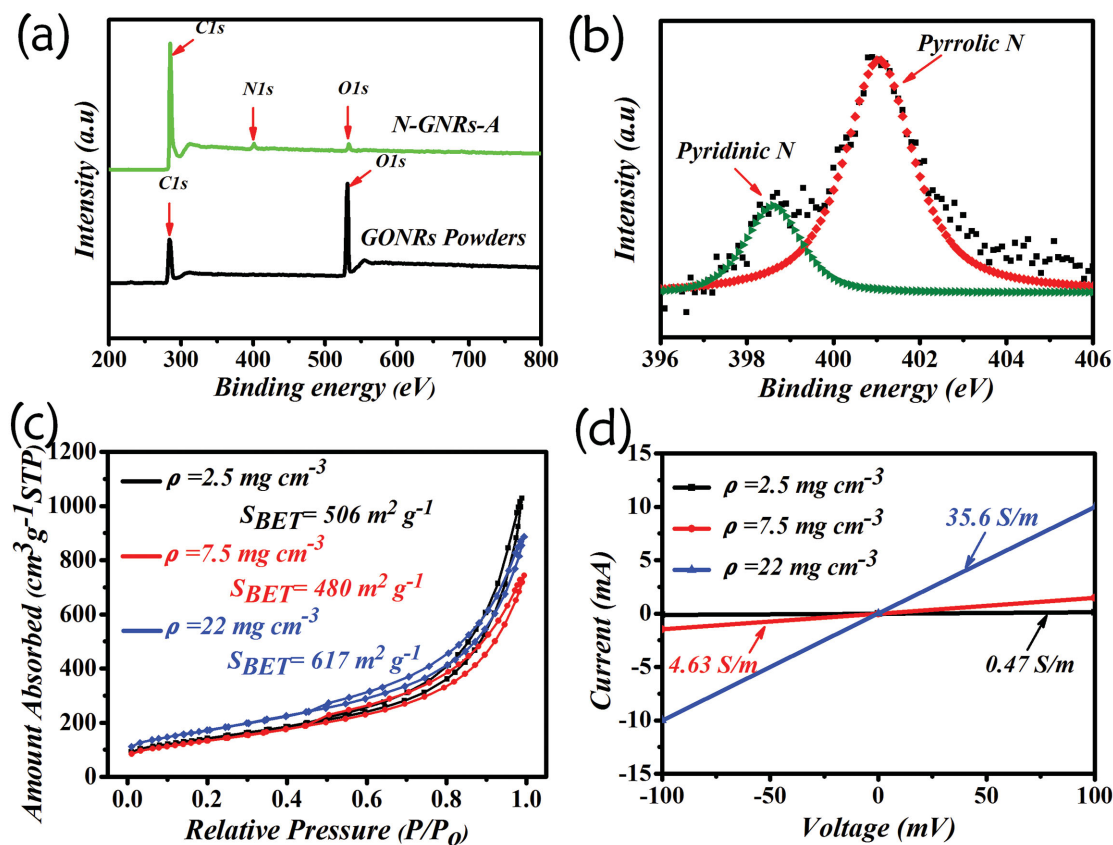 (a)
C1s
N1s
O1s
N-GNRs-A
C1s
O1s
GONRs Powders
Intensity (a.u)
200 300 400 500 600 700 800
Binding energy (eV)
(b)
Pyrrolic N
Pyridinic N
Intensity (a.u)
396 398 400 402 404 406
Binding energy (eV)
(c)
Amount Absorbed (cm³g⁻¹STP)
1200
1000
800
600
400
200
0
ρ =2.5 mg cm⁻³
S_BET= 506 m² g⁻¹
ρ =7.5 mg cm⁻³
S_BET= 480 m² g⁻¹
ρ =22 mg cm⁻³
S_BET= 617 m² g⁻¹
0.0 0.2 0.4 0.6 0.8 1.0
Relative Pressure (P/Po)
(d)
Current (mA)
15
10
5
0
-5
-10
-15
ρ =2.5 mg cm⁻³
ρ =7.5 mg cm⁻³
ρ =22 mg cm⁻³
35.6 S/m
4.63 S/m
0.47 S/m
-100 -50 0 50 100
Voltage (mV)